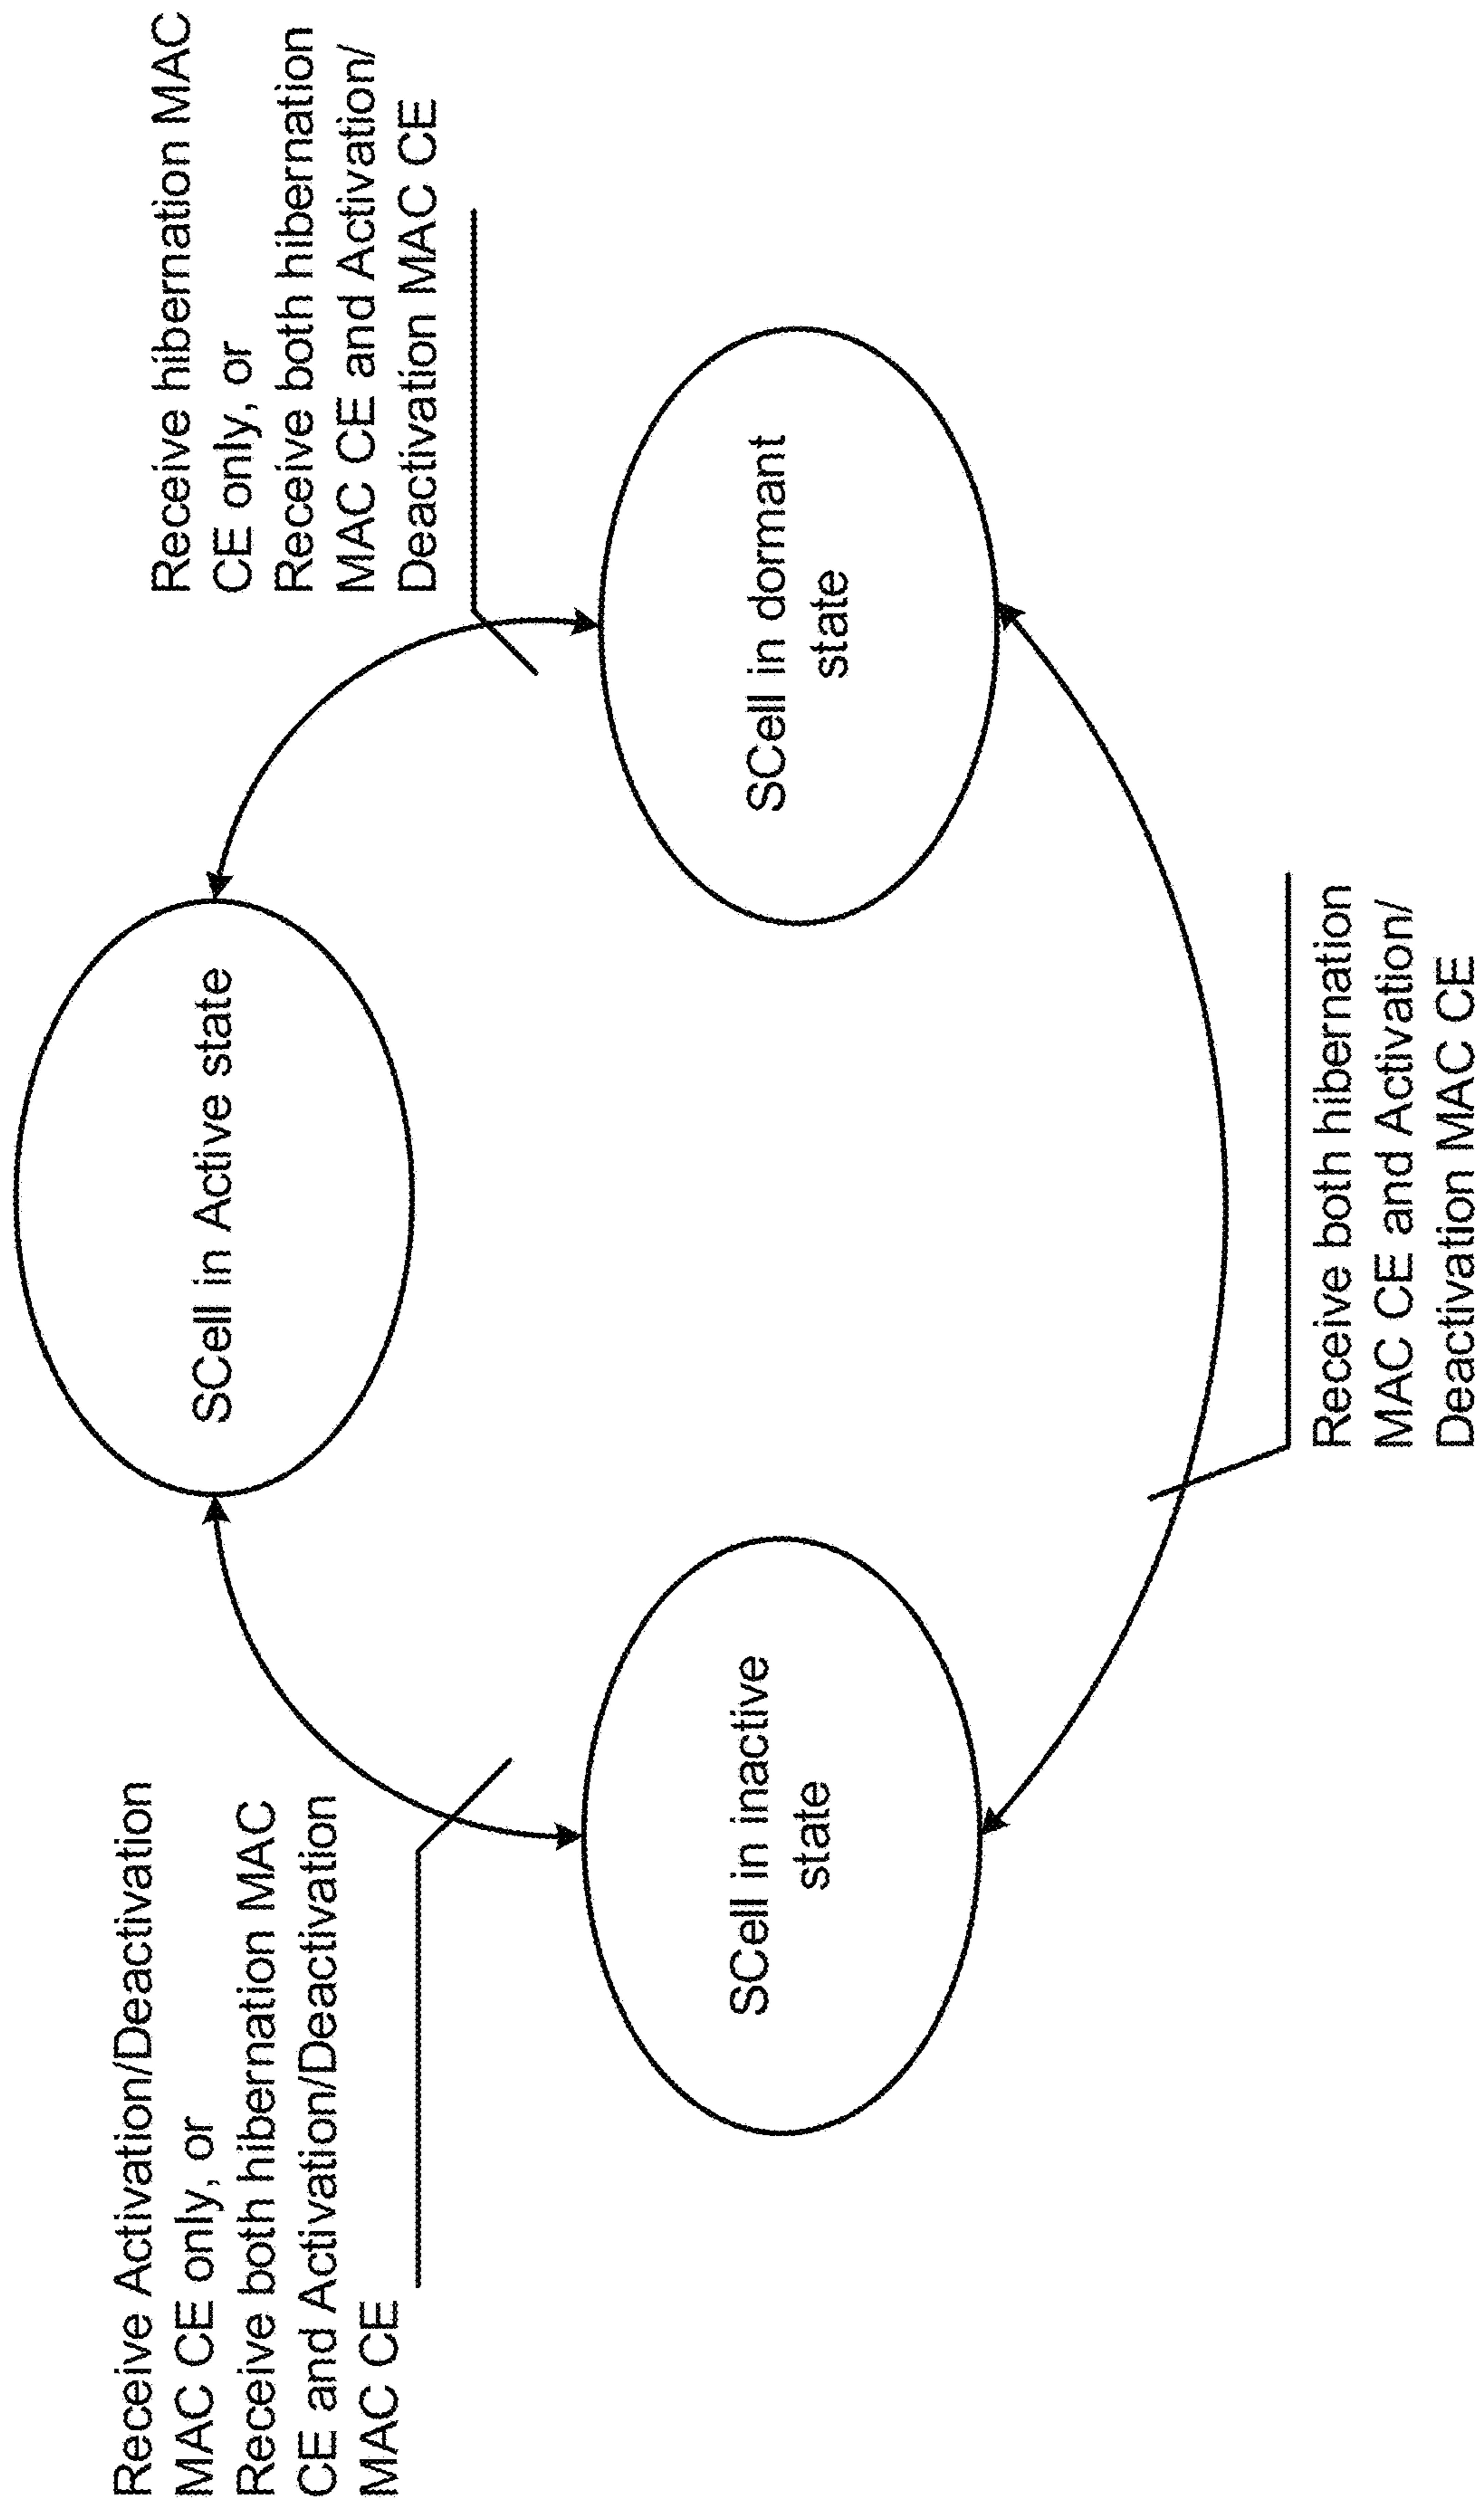 Receive Activation/Deactivation
MAC CE only, or
Receive both hibernation MAC
CE and Activation/Deactivation
MAC CE
SCell in Active state
Receive hibernation MAC
CE only, or
Receive both hibernation
MAC CE and Activation/
Deactivation MAC CE
SCell in inactive
state
SCell in dormant
state
Receive both hibernation
MAC CE and Activation/
Deactivation MAC CE